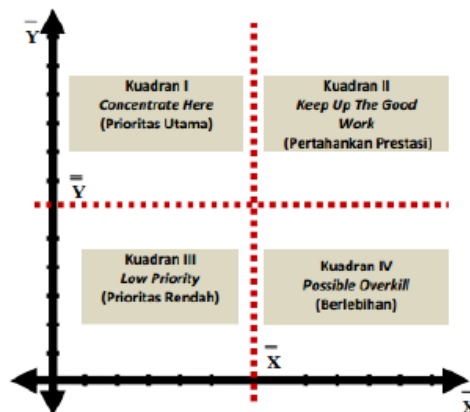 Y̅
Kuadran I
Concentrate Here
(Prioritas Utama)
Kuadran II
Keep Up The Good
Work
(Pertahankan Prestasi)
Y̿
Kuadran III
Low Priority
(Prioritas Rendah)
Kuadran IV
Possible Overkill
(Berlebihan)
X̿
X̅